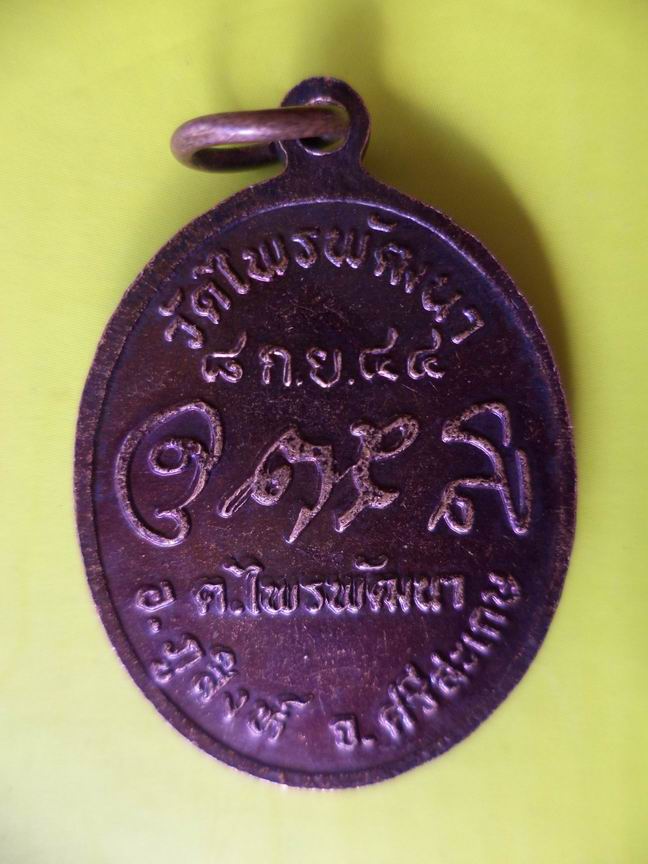 วัดไพรพัฒนา
๘ ก.ย. ๔๔
ต.ไพรพัฒนา
อ.ภูสิงห์ จ.ศรีสะเกษ